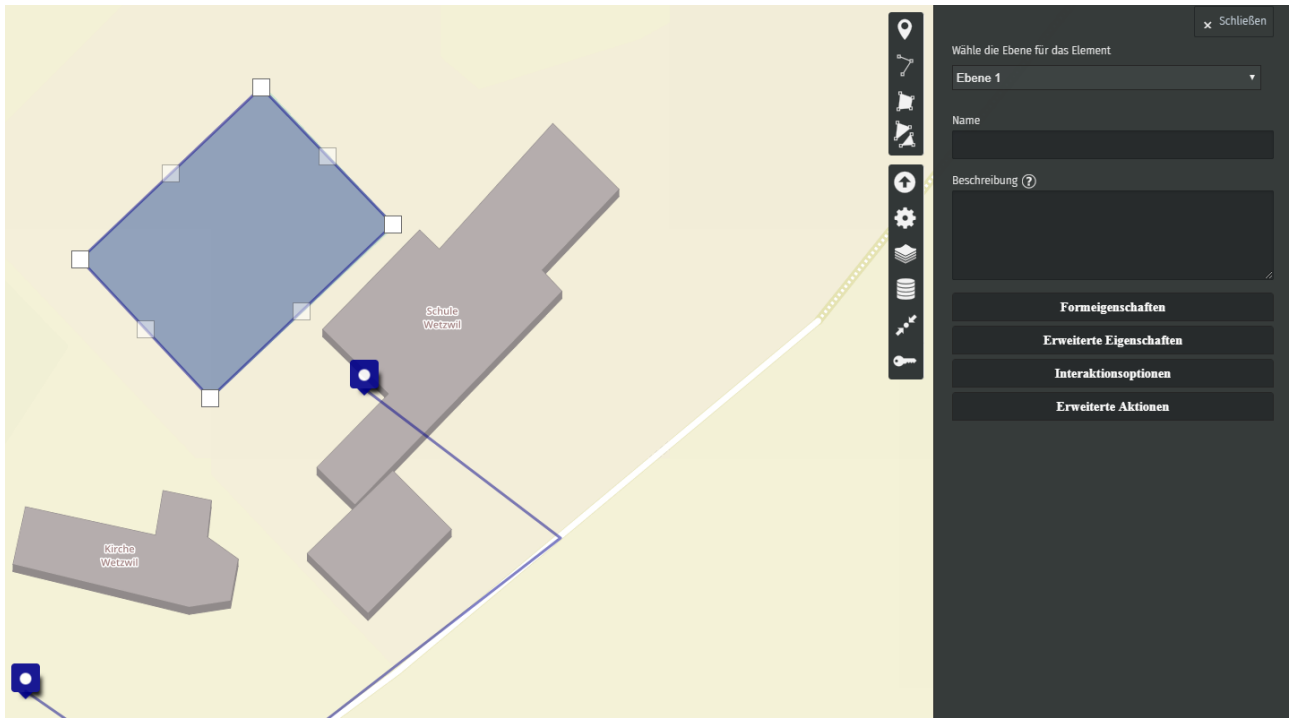 Schließen
Wähle die Ebene für das Element
Ebene 1
Name
Beschreibung ?
Formeigenschaften
Erweiterte Eigenschaften
Interaktionsoptionen
Erweiterte Aktionen
Schule
Wetzwil
Kirche
Wetzwil